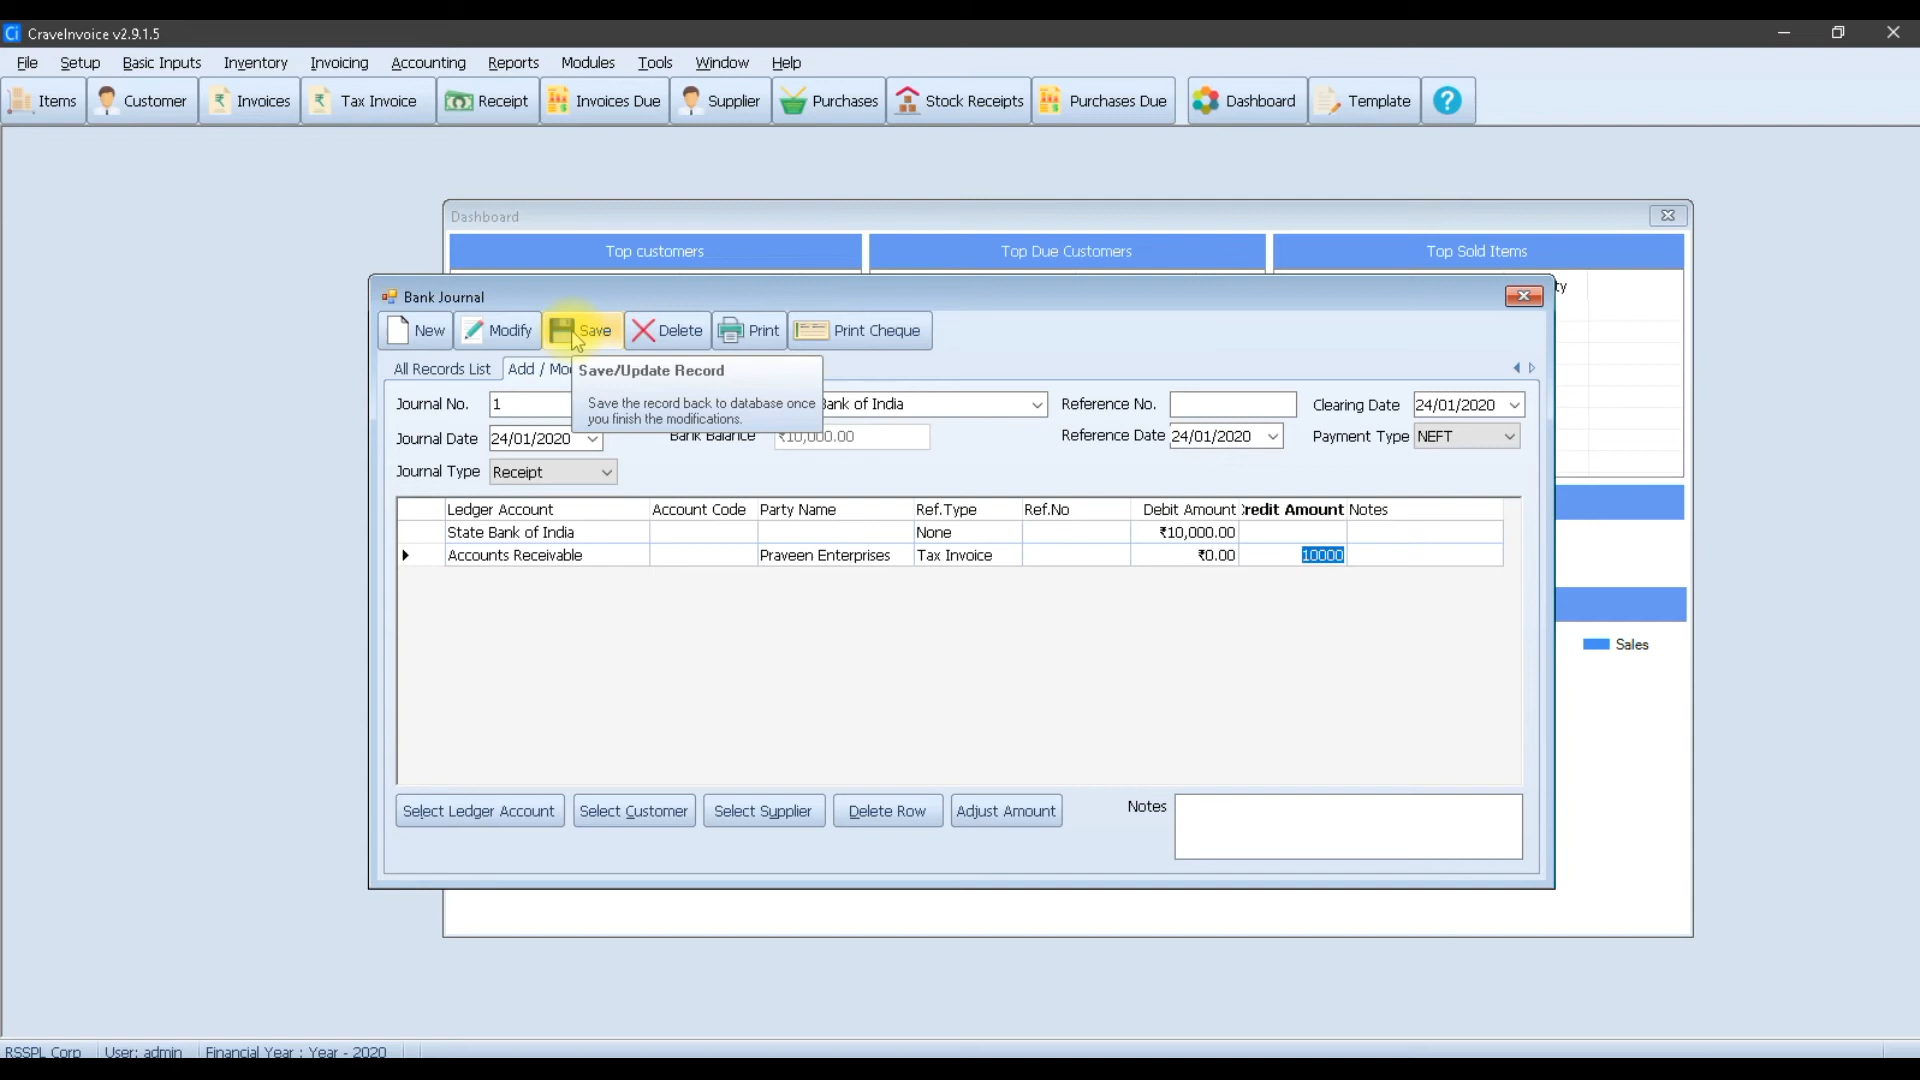 Ci CraveInvoice v2.9.1.5
File Setup Basic Inputs Inventory Invoicing Accounting Reports Modules Tools Window Help
Items Customer Invoices Tax Invoice Receipt Invoices Due Supplier Purchases Stock Receipts Purchases Due Dashboard Template ?
Dashboard
Top customers Top Due Customers Top Sold Items
ty
Bank Journal
New Modify Save Delete Print Print Cheque
All Records List Add / Mo
Save/Update Record
Save the record back to database once
you finish the modifications.
Journal No. 1 Bank of India Reference No. Clearing Date 24/01/2020
Journal Date 24/01/2020 Bank Balance ₹10,000.00 Reference Date 24/01/2020 Payment Type NEFT
Journal Type Receipt
Ledger Account Account Code Party Name Ref.Type Ref.No Debit Amount redit Amount Notes
State Bank of India None ₹10,000.00
Accounts Receivable Praveen Enterprises Tax Invoice ₹0.00 10000
Sales
Select Ledger Account Select Customer Select Supplier Delete Row Adjust Amount Notes
RSSPL Corp User: admin Financial Year : Year - 2020